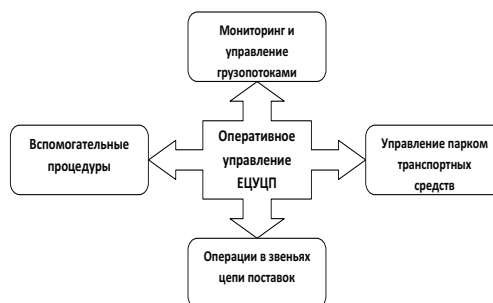 Мониторинг и
управление
грузопотоками
Вспомогательные
процедуры
Оперативное
управление
ЕЦУЦП
Управление парком
транспортных
средств
Операции в звеньях
цепи поставок